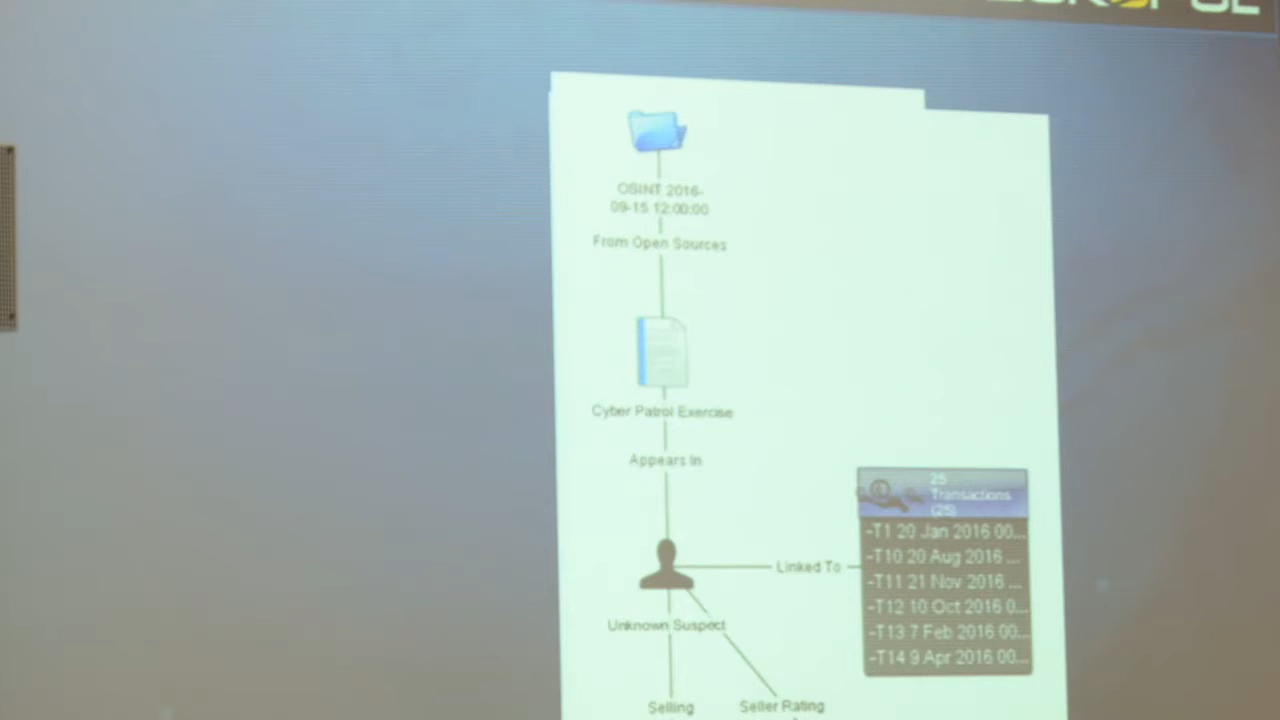 OSINT 2016-
09-15 12:00:00
From Open Sources
Cyber Patrol Exercise
Appears In
25
Transactions
(25)
-T1 20 Jan 2016 00...
-T10 20 Aug 2016 ...
-T11 21 Nov 2016 ...
-T12 10 Oct 2016 0...
-T13 7 Feb 2016 00...
-T14 9 Apr 2016 00...
Linked To
Unknown Suspect
Selling
Seller Rating